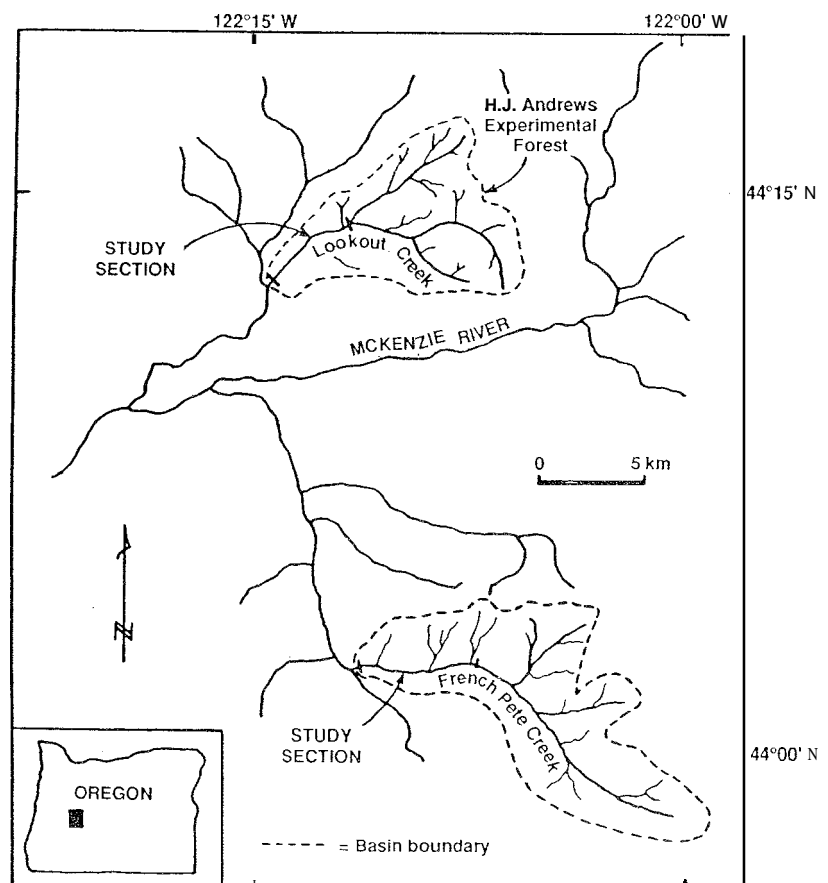 122°15' W
122°00' W
H.J. Andrews
Experimental
Forest
44°15' N
STUDY
SECTION
Lookout Creek
MCKENZIE RIVER
0 5 km
N
French Pete Creek
STUDY
SECTION
44°00' N
OREGON
---- = Basin boundary